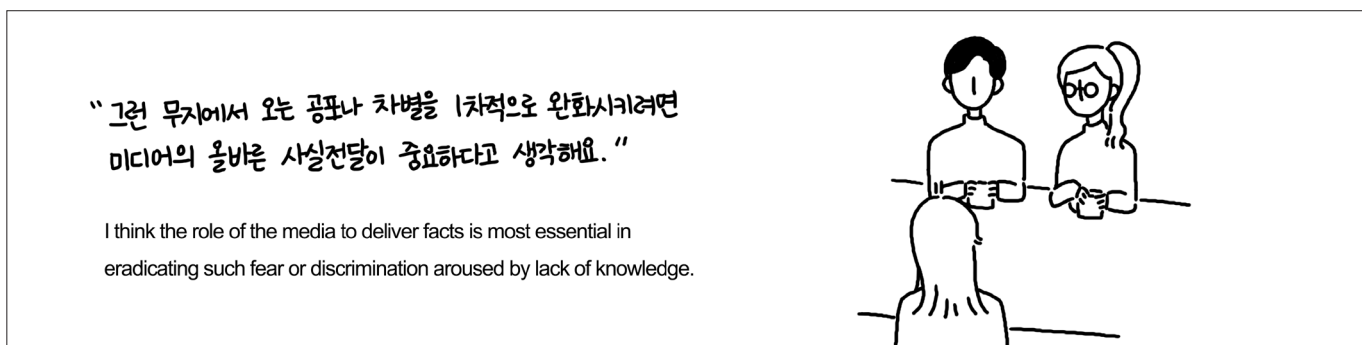 “그런 무지에서 오는 공포나 차별을 1차적으로 완화시키려면
미디어의 올바른 사실전달이 중요하다고 생각해요.”
I think the role of the media to deliver facts is most essential in
eradicating such fear or discrimination aroused by lack of knowledge.